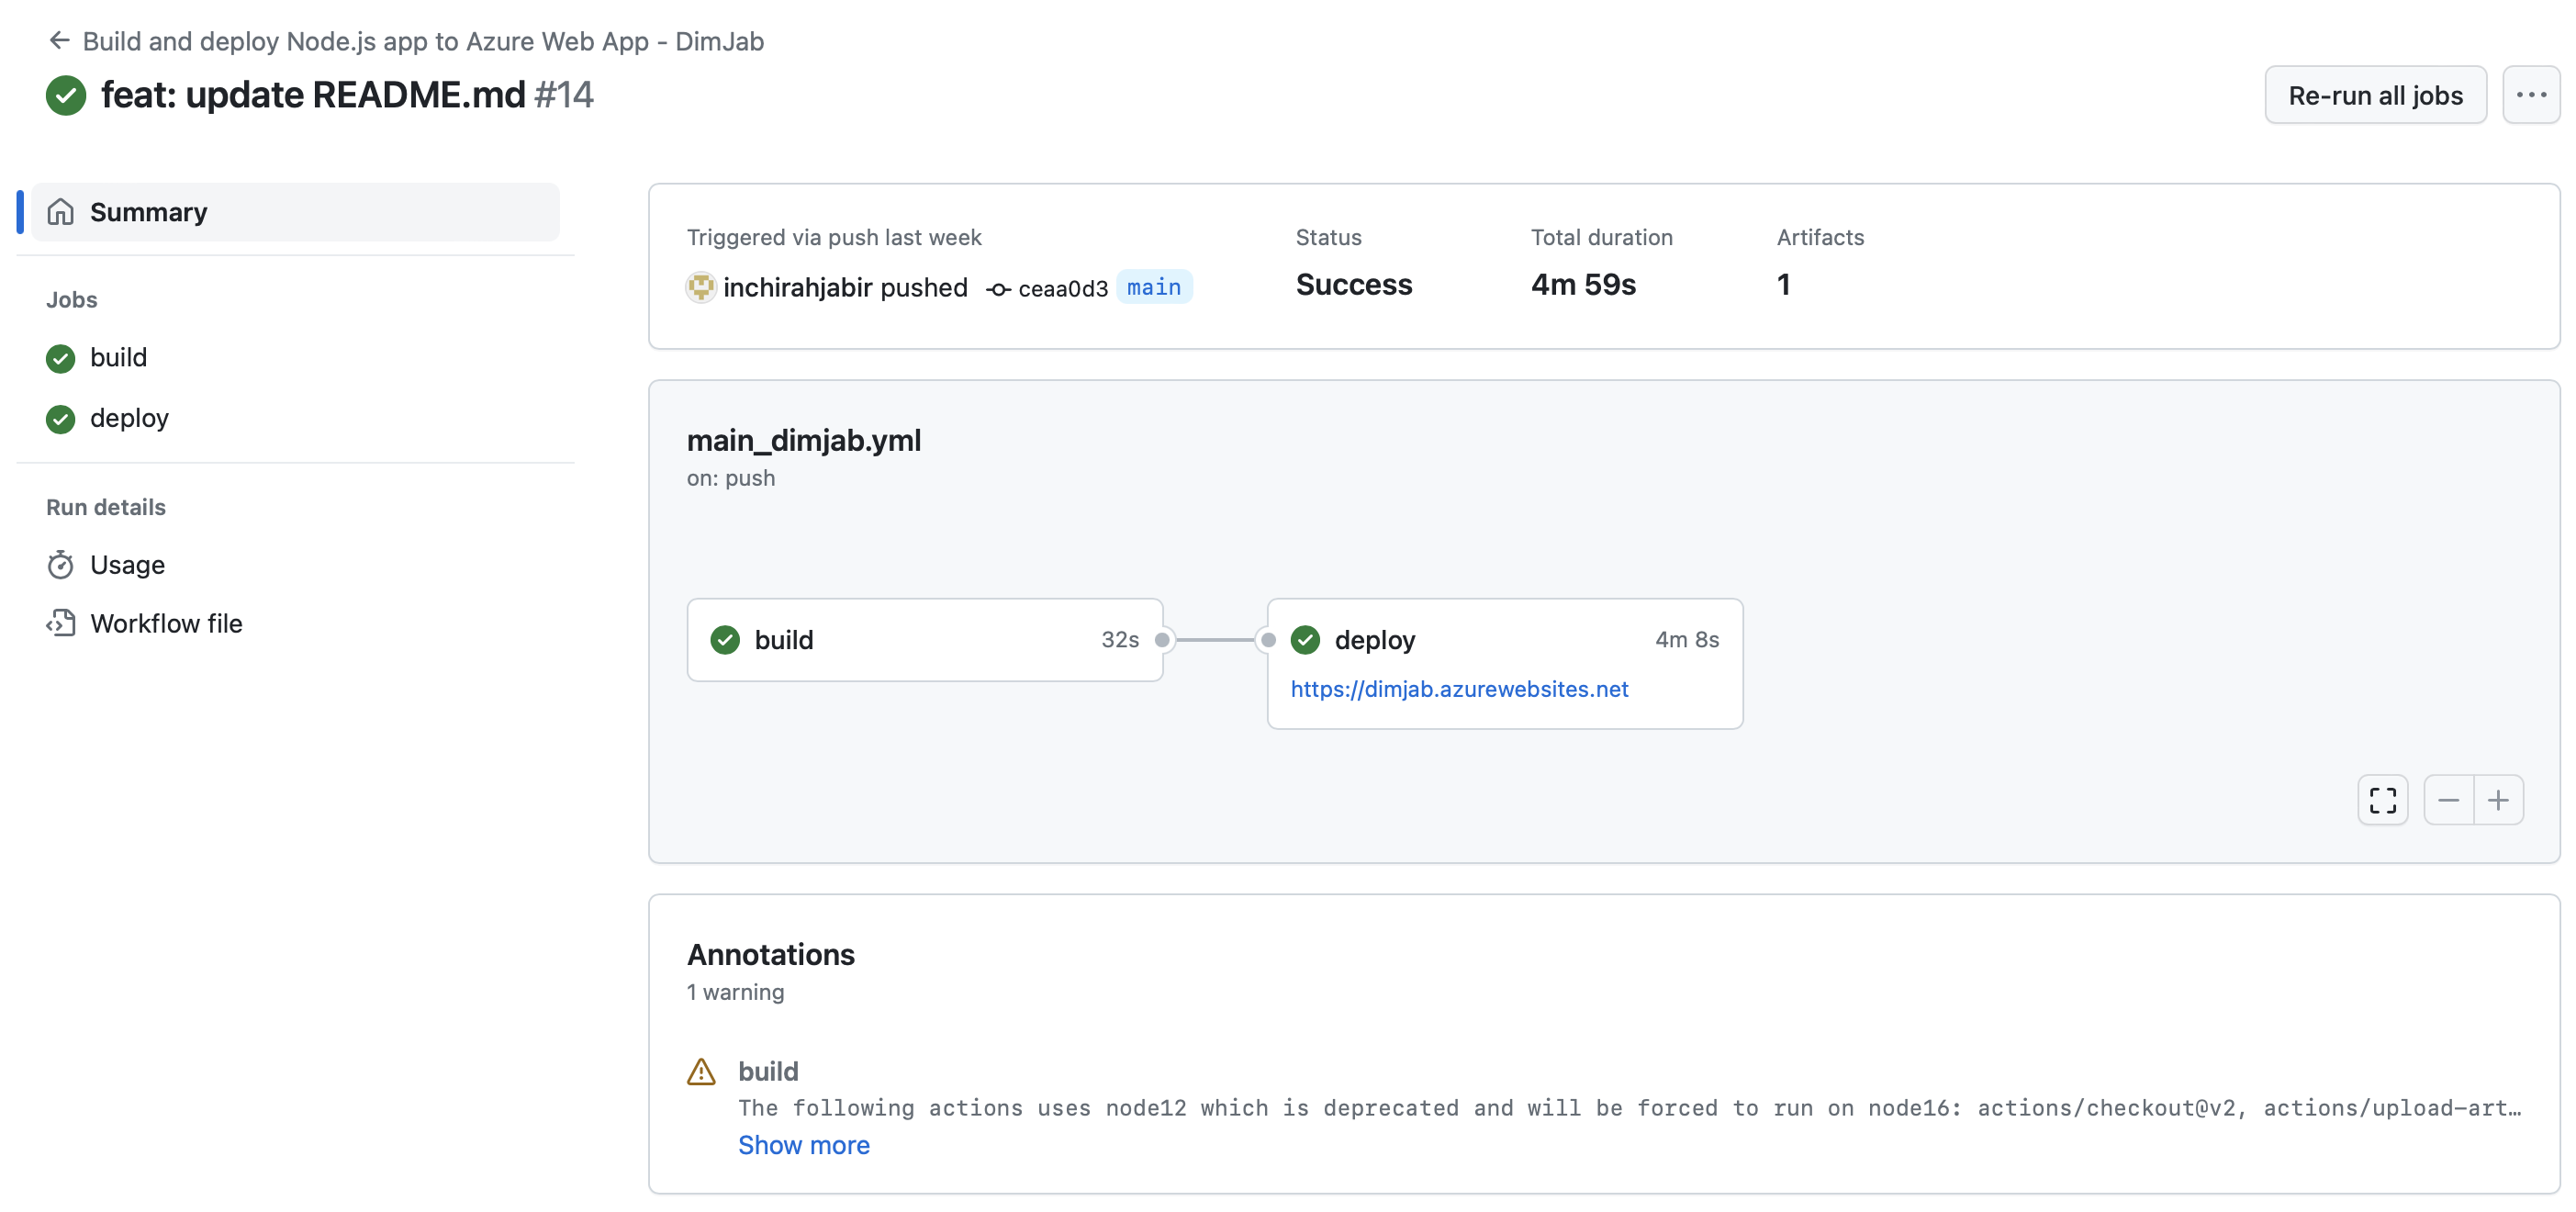 Build and deploy Node.js app to Azure Web App - DimJab
feat: update README.md #14
Re-run all jobs
Summary
Jobs
build
deploy
Run details
Usage
Workflow file
Triggered via push last week
inchirahjabir pushed ceaa0d3 main
Status
Success
Total duration
4m 59s
Artifacts
1
main_dimjab.yml
on: push
build 32s
deploy 4m 8s
https://dimjab.azurewebsites.net
Annotations
1 warning
build
The following actions uses node12 which is deprecated and will be forced to run on node16: actions/checkout@v2, actions/upload-art…
Show more